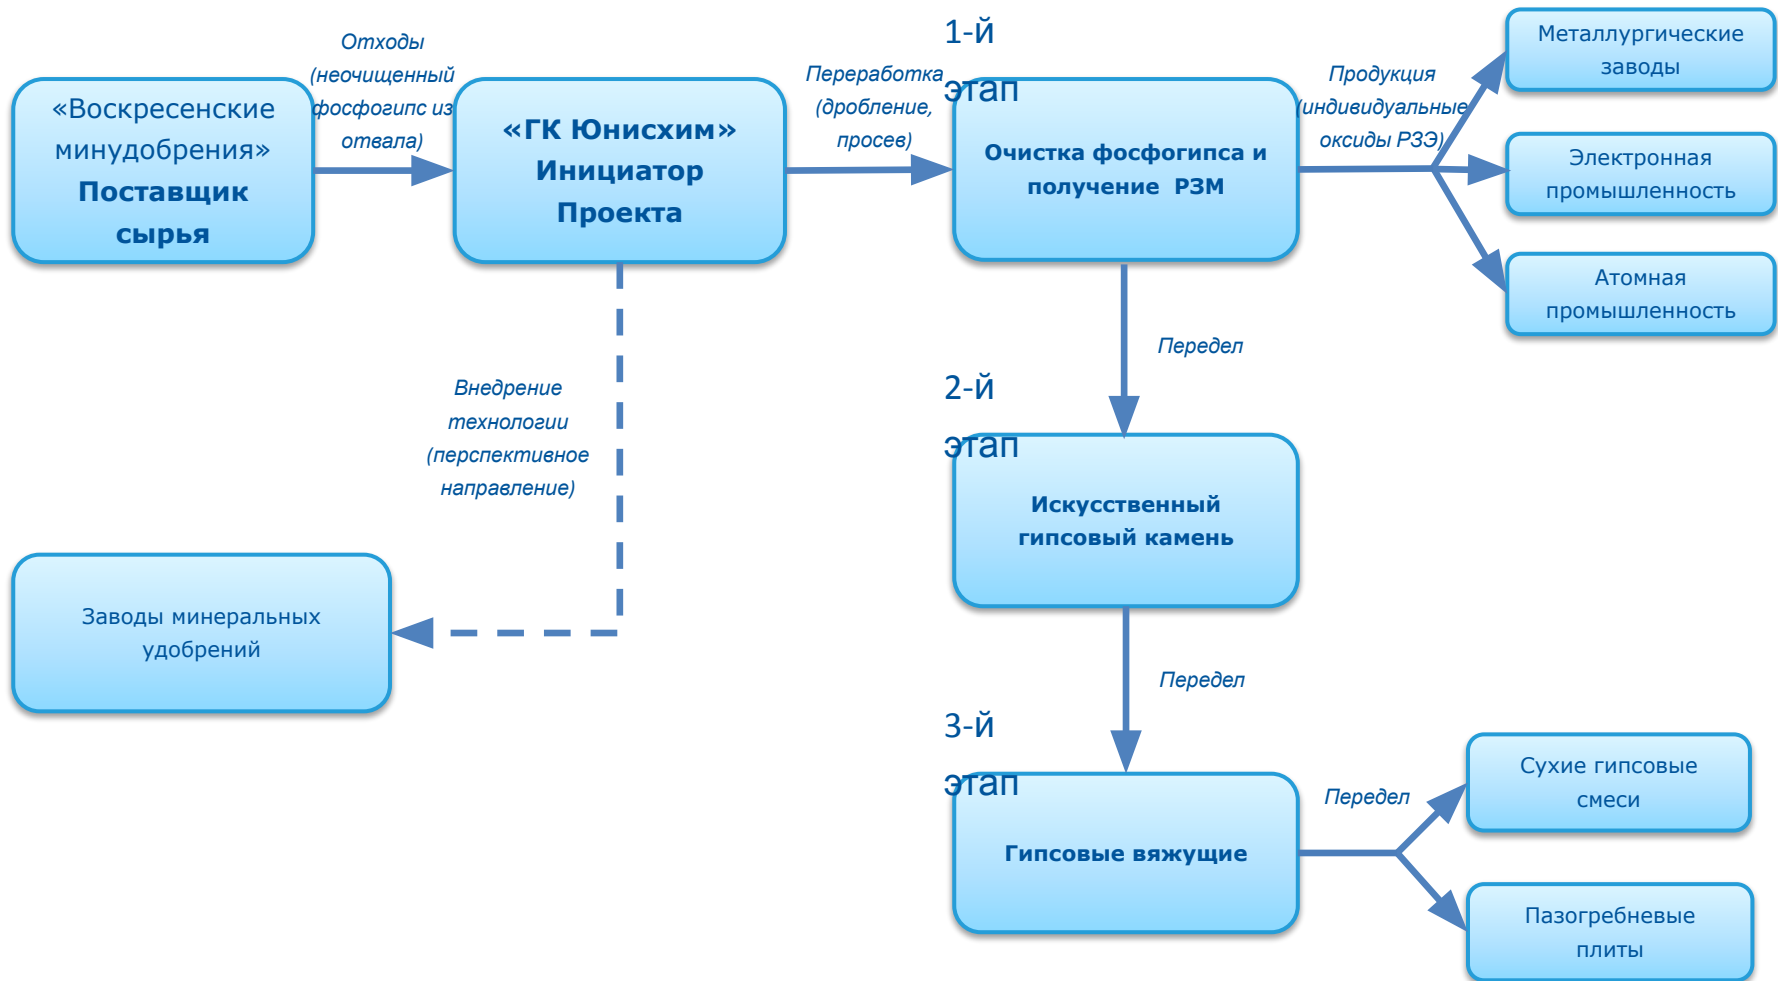 «Воскресенские
минудобрения»
Поставщик
сырья
Отходы
(неочищенный
фосфогипс из
отвала)
«ГК Юнисхим»
Инициатор
Проекта
Переработка
(дробление,
просев)
1-й
этап
Очистка фосфогипса и
получение РЗМ
Продукция
(индивидуальные
оксиды РЗЭ)
Металлургические
заводы
Электронная
промышленность
Атомная
промышленность
Передел
Внедрение
технологии
(перспективное
направление)
Заводы минеральных
удобрений
2-й
этап
Искусственный
гипсовый камень
Передел
3-й
этап
Гипсовые вяжущие
Передел
Сухие гипсовые
смеси
Пазогребневые
плиты